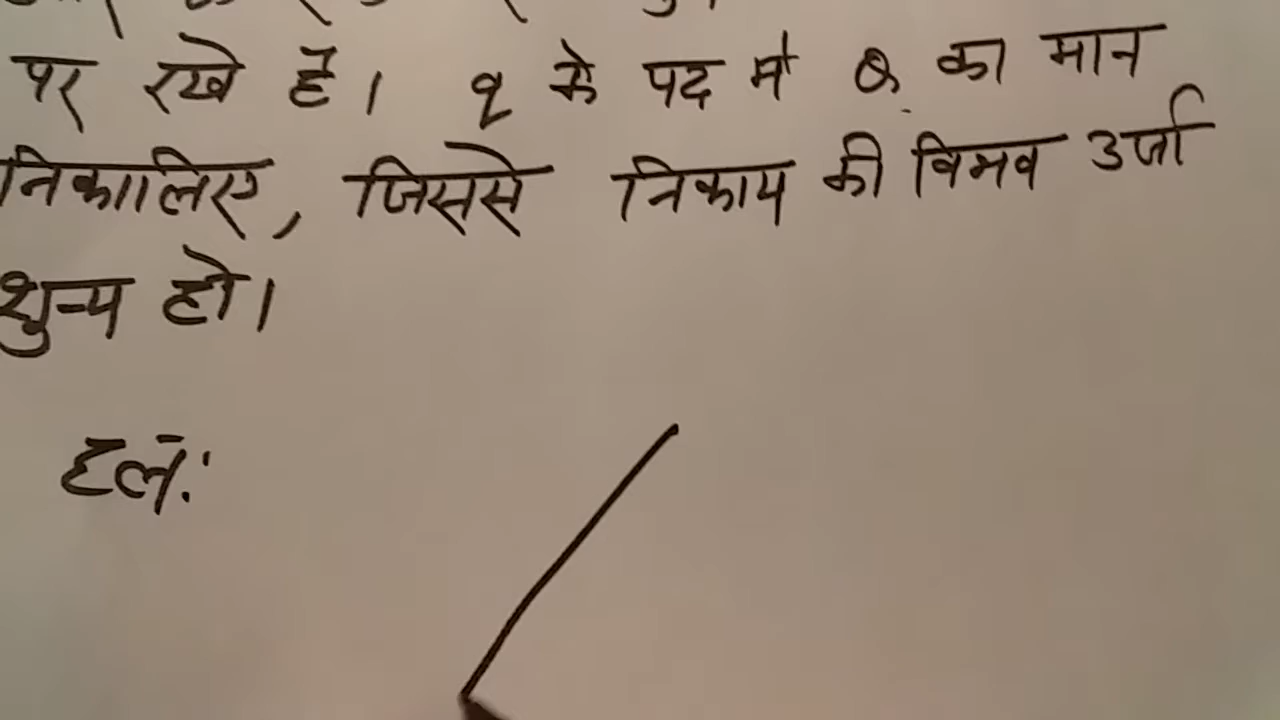 पर रखे हैं। q के पद में Q का मान
निकालिए, जिससे निकाय की विभव उर्जा
शुन्य हो।
हल: